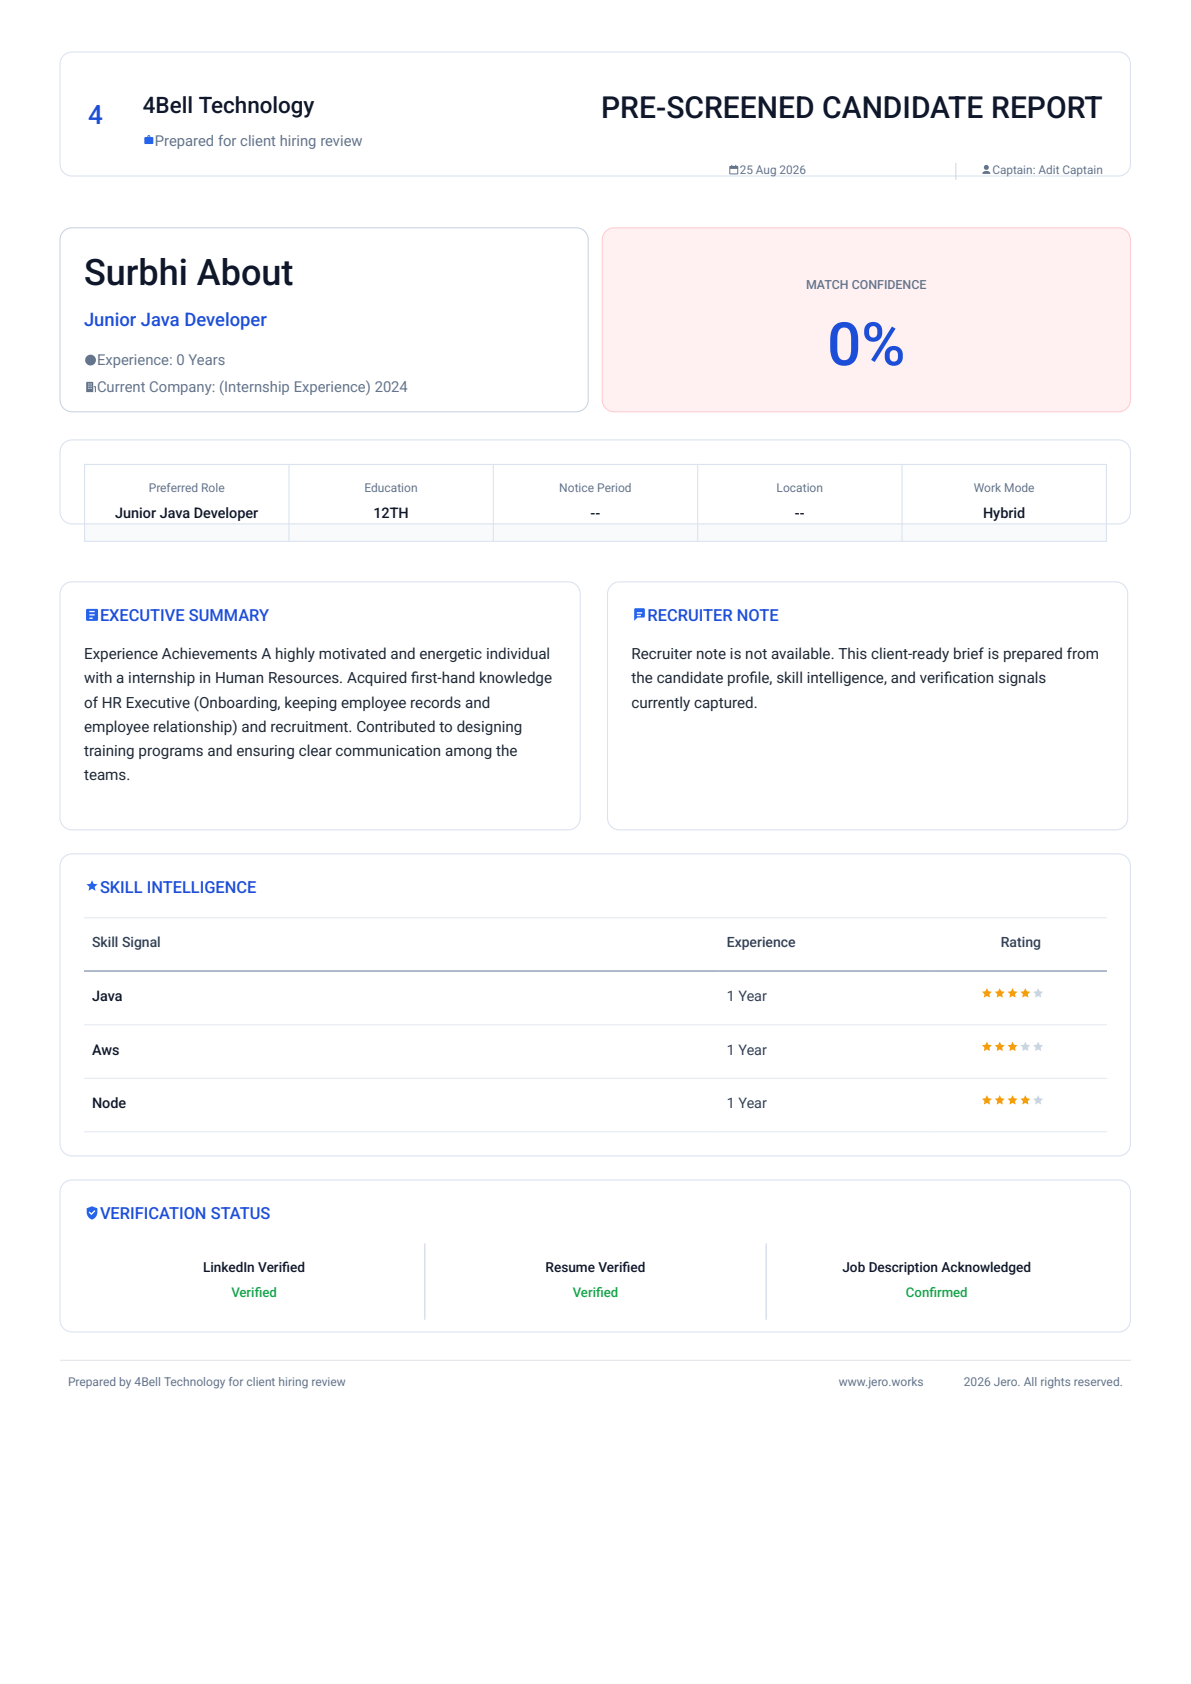 4
4Bell Technology
Prepared for client hiring review
PRE-SCREENED CANDIDATE REPORT
25 Aug 2026
Captain: Adit Captain
Surbhi About
Junior Java Developer
Experience: 0 Years
Current Company: (Internship Experience) 2024
MATCH CONFIDENCE
0%
Preferred Role Education Notice Period Location Work Mode
Junior Java Developer 12TH -- -- Hybrid
EXECUTIVE SUMMARY
Experience Achievements A highly motivated and energetic individual
with a internship in Human Resources. Acquired first-hand knowledge
of HR Executive (Onboarding, keeping employee records and
employee relationship) and recruitment. Contributed to designing
training programs and ensuring clear communication among the
teams.
RECRUITER NOTE
Recruiter note is not available. This client-ready brief is prepared from
the candidate profile, skill intelligence, and verification signals
currently captured.
SKILL INTELLIGENCE
Skill Signal Experience Rating
Java 1 Year
Aws 1 Year
Node 1 Year
VERIFICATION STATUS
LinkedIn Verified Resume Verified Job Description Acknowledged
Verified Verified Confirmed
Prepared by 4Bell Technology for client hiring review www.jero.works 2026 Jero. All rights reserved.